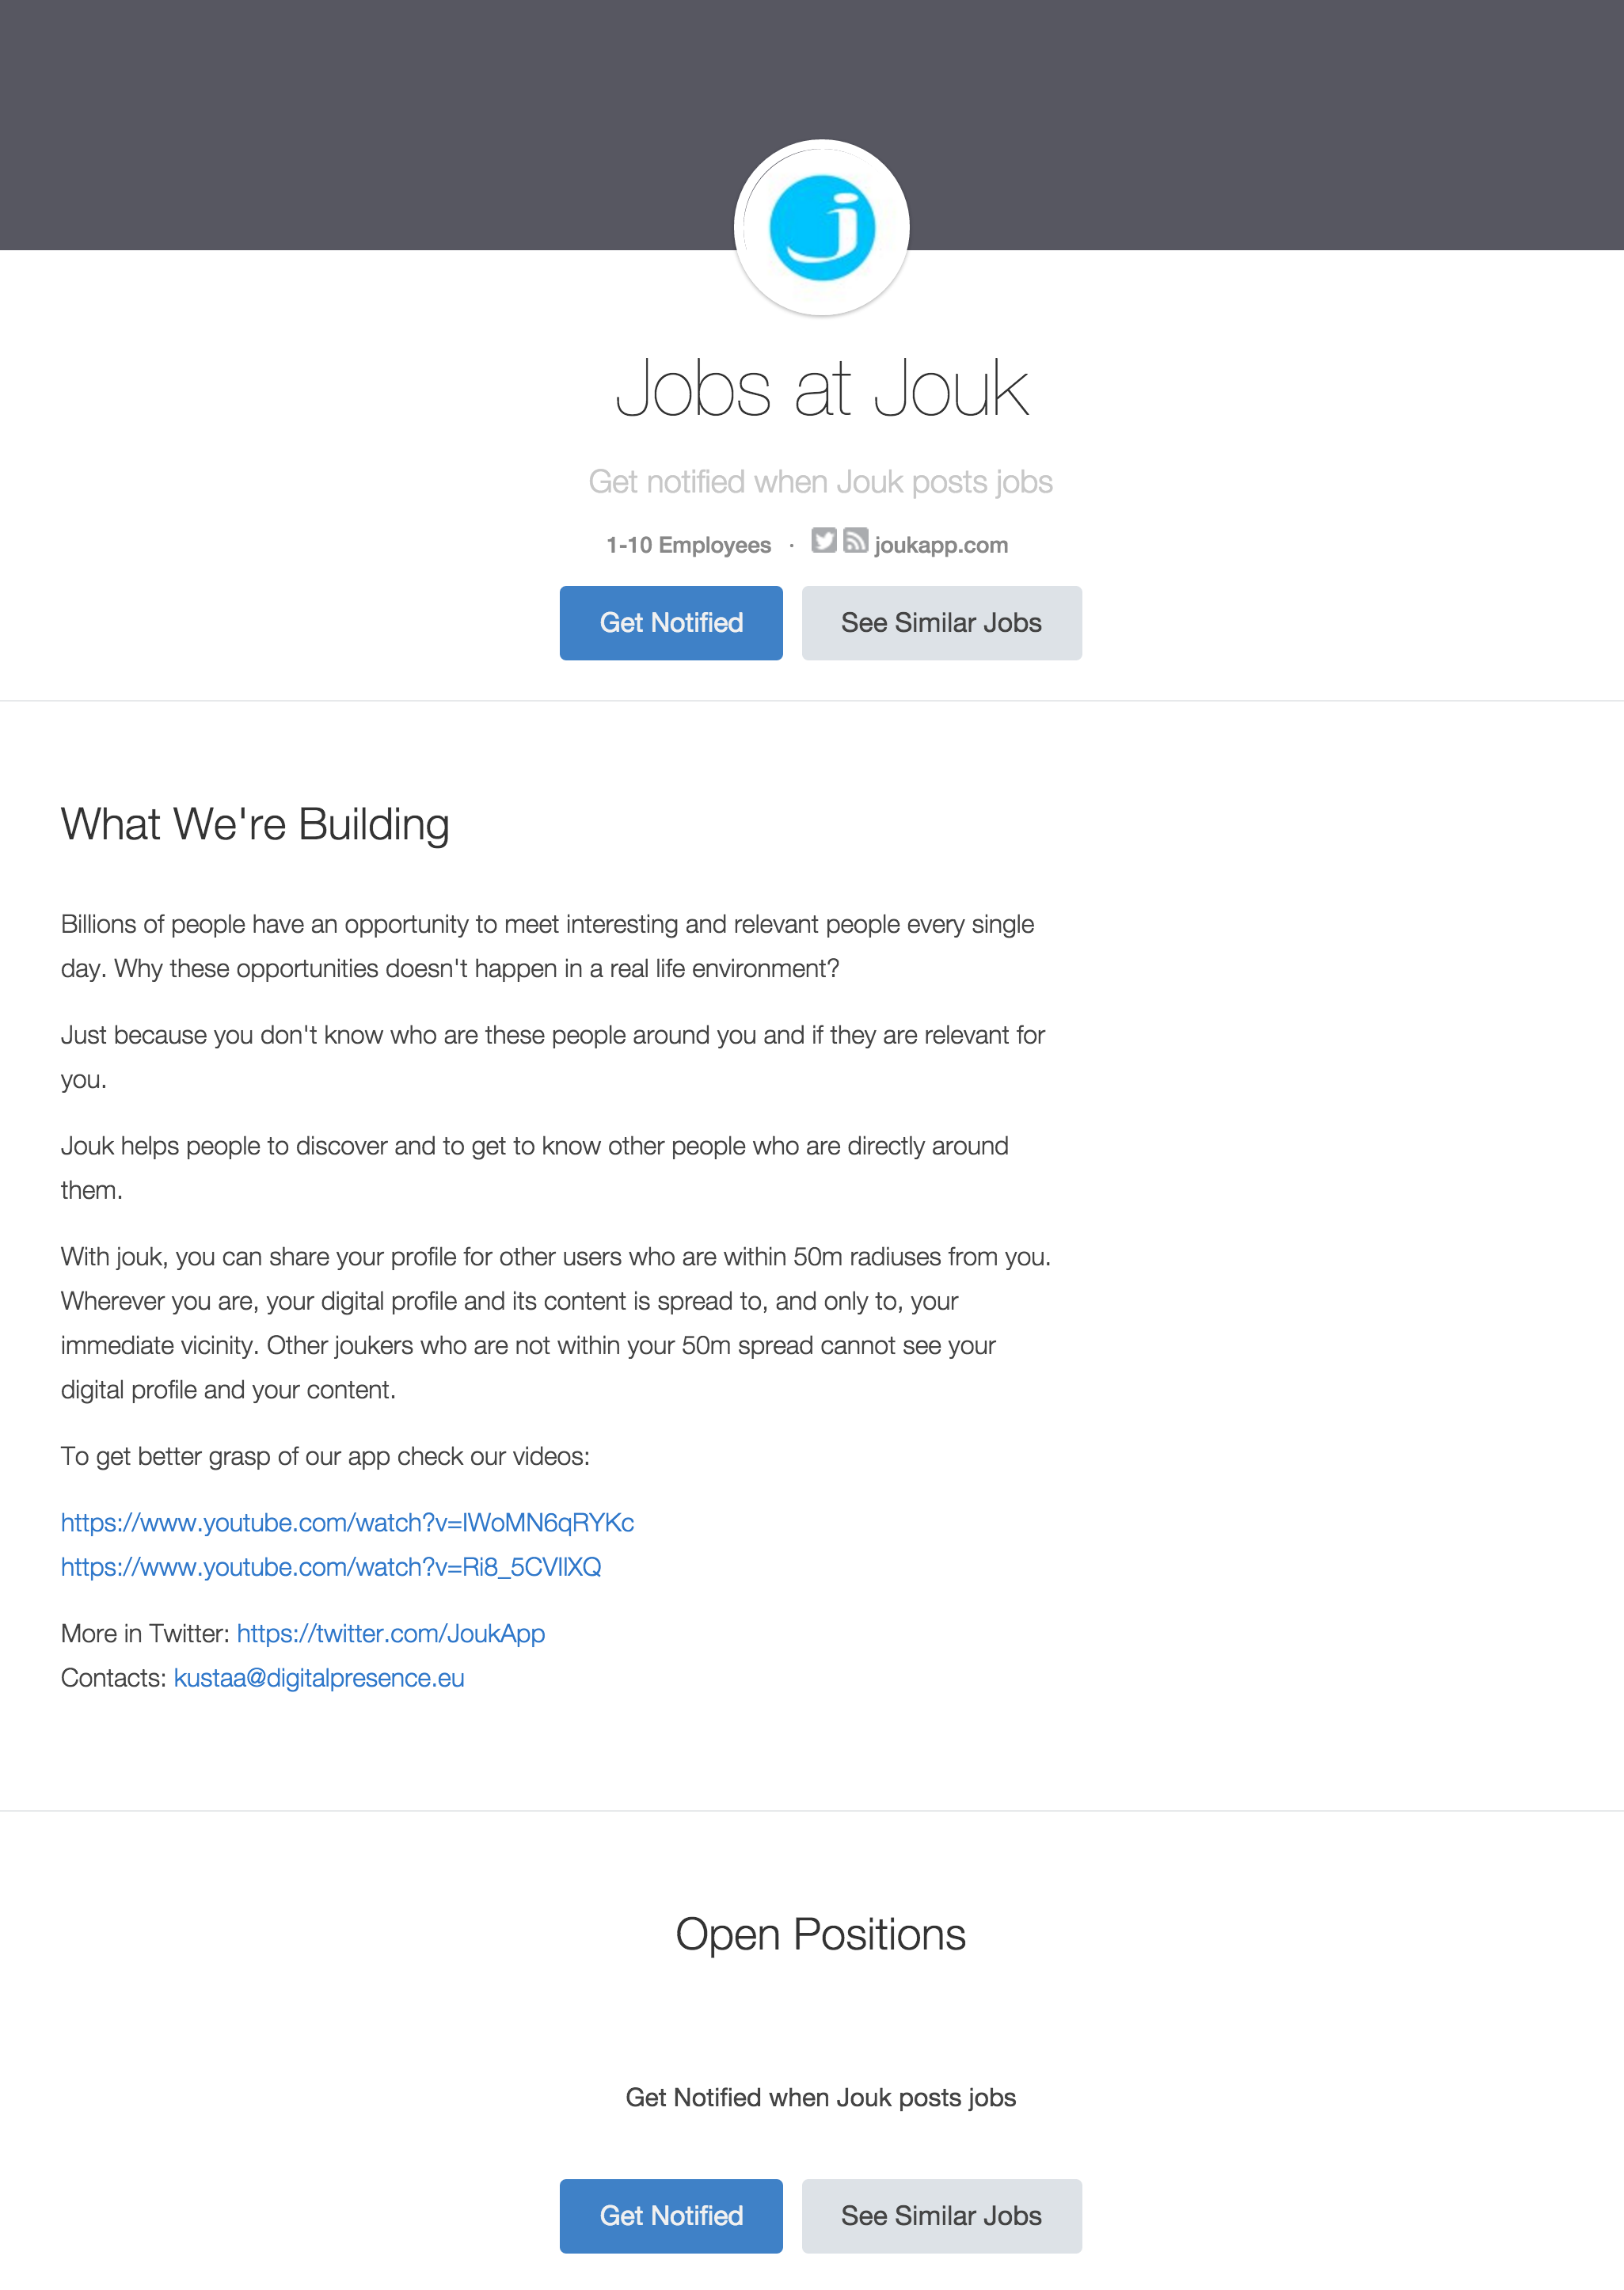 j
Jobs at Jouk
Get notified when Jouk posts jobs
1-10 Employees · joukapp.com
Get Notified See Similar Jobs
What We're Building
Billions of people have an opportunity to meet interesting and relevant people every single
day. Why these opportunities doesn't happen in a real life environment?
Just because you don't know who are these people around you and if they are relevant for
you.
Jouk helps people to discover and to get to know other people who are directly around
them.
With jouk, you can share your profile for other users who are within 50m radiuses from you.
Wherever you are, your digital profile and its content is spread to, and only to, your
immediate vicinity. Other joukers who are not within your 50m spread cannot see your
digital profile and your content.
To get better grasp of our app check our videos:
https://www.youtube.com/watch?v=IWoMN6qRYKc
https://www.youtube.com/watch?v=Ri8_5CVIlXQ
More in Twitter: https://twitter.com/JoukApp
Contacts: kustaa@digitalpresence.eu
Open Positions
Get Notified when Jouk posts jobs
Get Notified See Similar Jobs